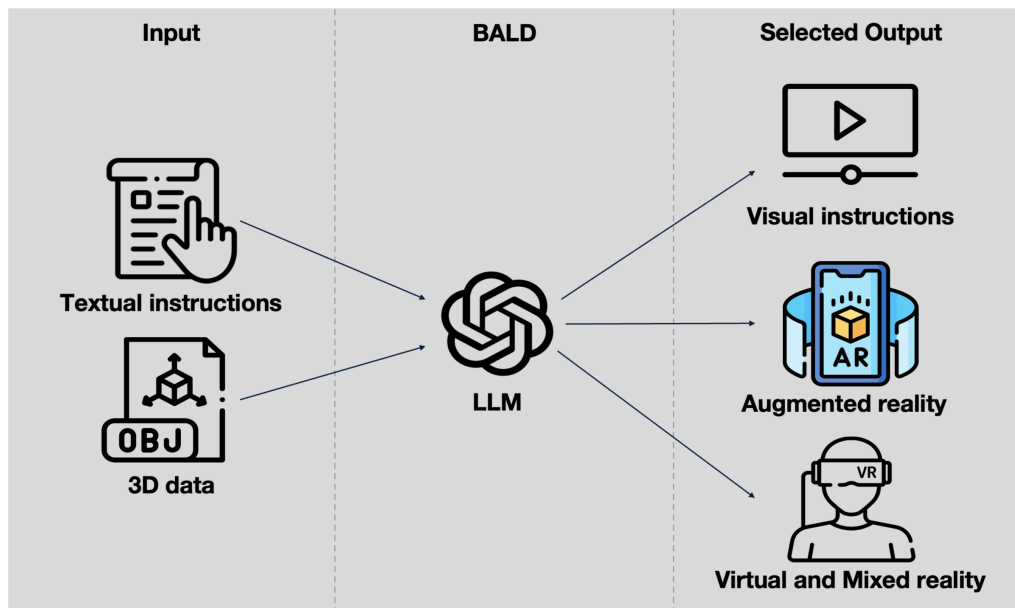 Input
BALD
Selected Output
Textual instructions
OBJ
3D data
LLM
Visual instructions
AR
Augmented reality
VR
Virtual and Mixed reality